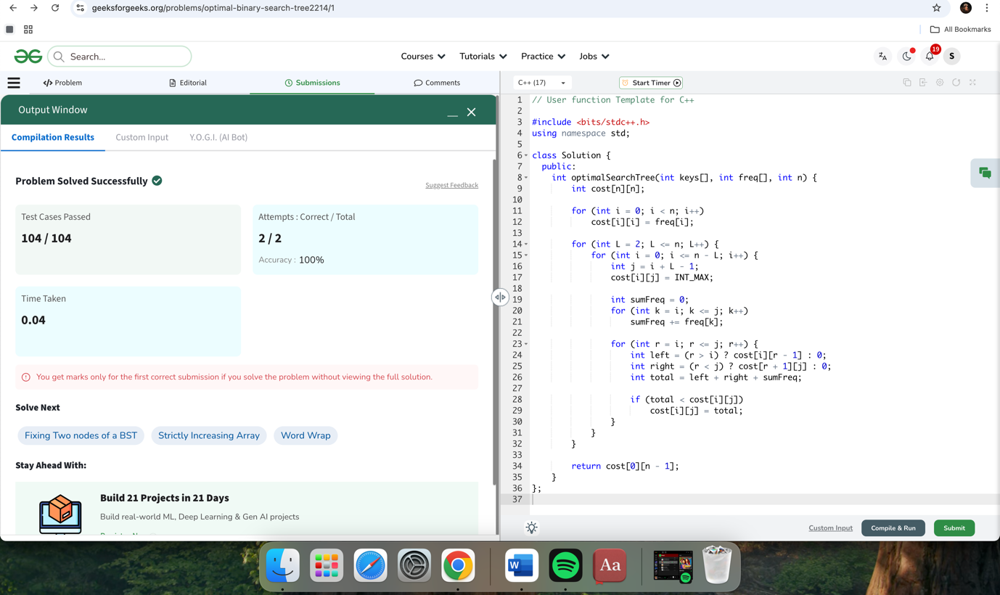 geeksforgeeks.org/problems/optimal-binary-search-tree2214/1
All Bookmarks
Search...
Courses
Tutorials
Practice
Jobs
19
S
</> Problem
Editorial
Submissions
Comments
C++ (17)
Start Timer
Output Window
Compilation Results
Custom Input
Y.O.G.I. (AI Bot)
Problem Solved Successfully
Suggest Feedback
Test Cases Passed
104 / 104
Attempts : Correct / Total
2 / 2
Accuracy : 100%
Time Taken
0.04
You get marks only for the first correct submission if you solve the problem without viewing the full solution.
Solve Next
Fixing Two nodes of a BST
Strictly Increasing Array
Word Wrap
Stay Ahead With:
Build 21 Projects in 21 Days
Build real-world ML, Deep Learning & Gen AI projects
1 // User function Template for C++
2
3 #include <bits/stdc++.h>
4 using namespace std;
5
6 class Solution {
7   public:
8     int optimalSearchTree(int keys[], int freq[], int n) {
9         int cost[n][n];
10
11         for (int i = 0; i < n; i++)
12             cost[i][i] = freq[i];
13
14         for (int L = 2; L <= n; L++) {
15             for (int i = 0; i <= n - L; i++) {
16                 int j = i + L - 1;
17                 cost[i][j] = INT_MAX;
18
19                 int sumFreq = 0;
20                 for (int k = i; k <= j; k++)
21                     sumFreq += freq[k];
22
23                 for (int r = i; r <= j; r++) {
24                     int left = (r > i) ? cost[i][r - 1] : 0;
25                     int right = (r < j) ? cost[r + 1][j] : 0;
26                     int total = left + right + sumFreq;
27
28                     if (total < cost[i][j])
29                         cost[i][j] = total;
30                 }
31             }
32         }
33
34         return cost[0][n - 1];
35     }
36 };
37
Custom Input
Compile & Run
Submit
W
Aa